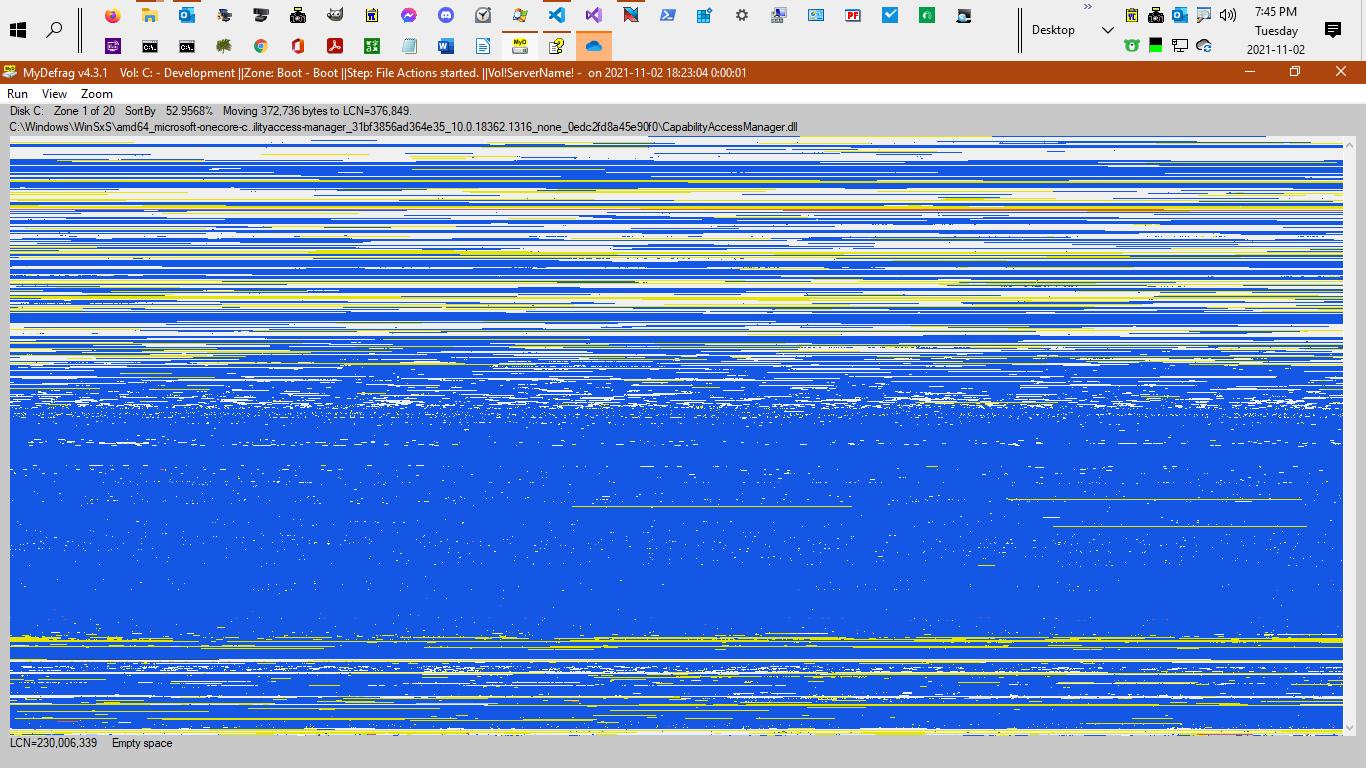 7:45 PM
Desktop
Tuesday
2021-11-02
MyDefrag v4.3.1 Vol: C: - Development ||Zone: Boot - Boot ||Step: File Actions started. ||Vol!ServerName! - on 2021-11-02 18:23:04 0:00:01
Run View Zoom
Disk C: Zone 1 of 20 SortBy 52.9568% Moving 372,736 bytes to LCN=376,849.
C:\Windows\WinSxS\amd64_microsoft-onecore-c..ilityaccess-manager_31bf3856ad364e35_10.0.18362.1316_none_0edc2fd8a45e90f0\CapabilityAccessManager.dll
LCN=230,006,339 Empty space